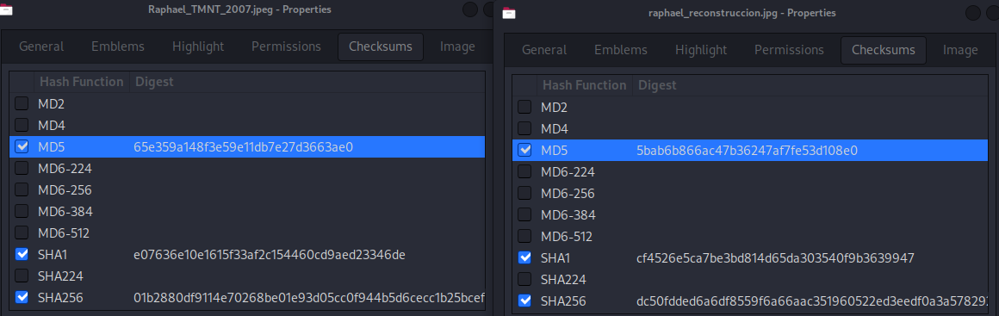 Raphael_TMNT_2007.jpeg - Properties
General Emblems Highlight Permissions Checksums Image
Hash Function Digest
MD2
MD4
MD5 65e359a148f3e59e11db7e27d3663ae0
MD6-224
MD6-256
MD6-384
MD6-512
SHA1 e07636e10e1615f33af2c154460cd9aed23346de
SHA224
SHA256 01b2880df9114e70268be01e93d05cc0f944b5d6cecc1b25bcef
raphael_reconstruccion.jpg - Properties
General Emblems Highlight Permissions Checksums Image
Hash Function Digest
MD2
MD4
MD5 5bab6b866ac47b36247af7fe53d108e0
MD6-224
MD6-256
MD6-384
MD6-512
SHA1 cf4526e5ca7be3bd814d65da303540f9b3639947
SHA224
SHA256 dc50fdded6a6df8559f6a66aac351960522ed3eedf0a3a578292